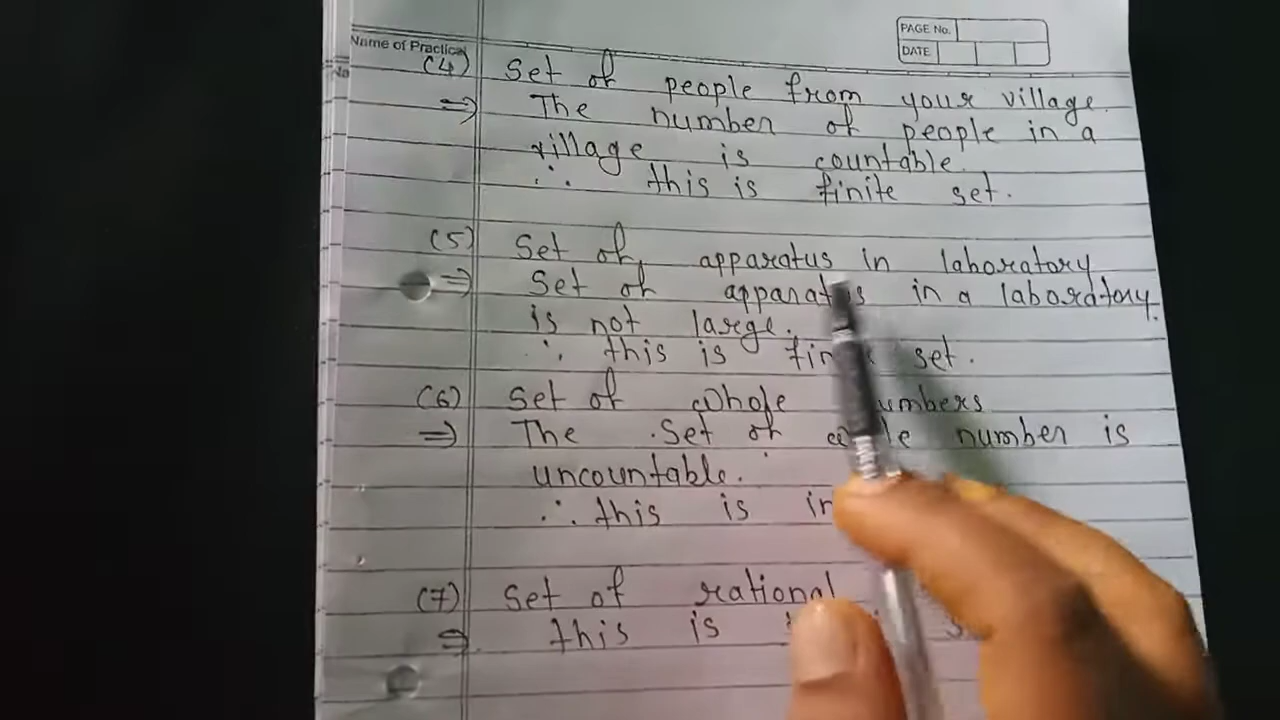 PAGE No.
DATE
Name of Practical
No
(4) Set of people from your village.
⇒ The number of people in a
village is countable.
∴ this is finite set.
(5) Set of apparatus in laboratory
⇒ Set of apparatus in a laboratory.
is not large.
∴ this is set.
(6) Set of whole numbers
⇒ The set of whole number is
uncountable.
∴ this is
(7) Set of rational
⇒ this is